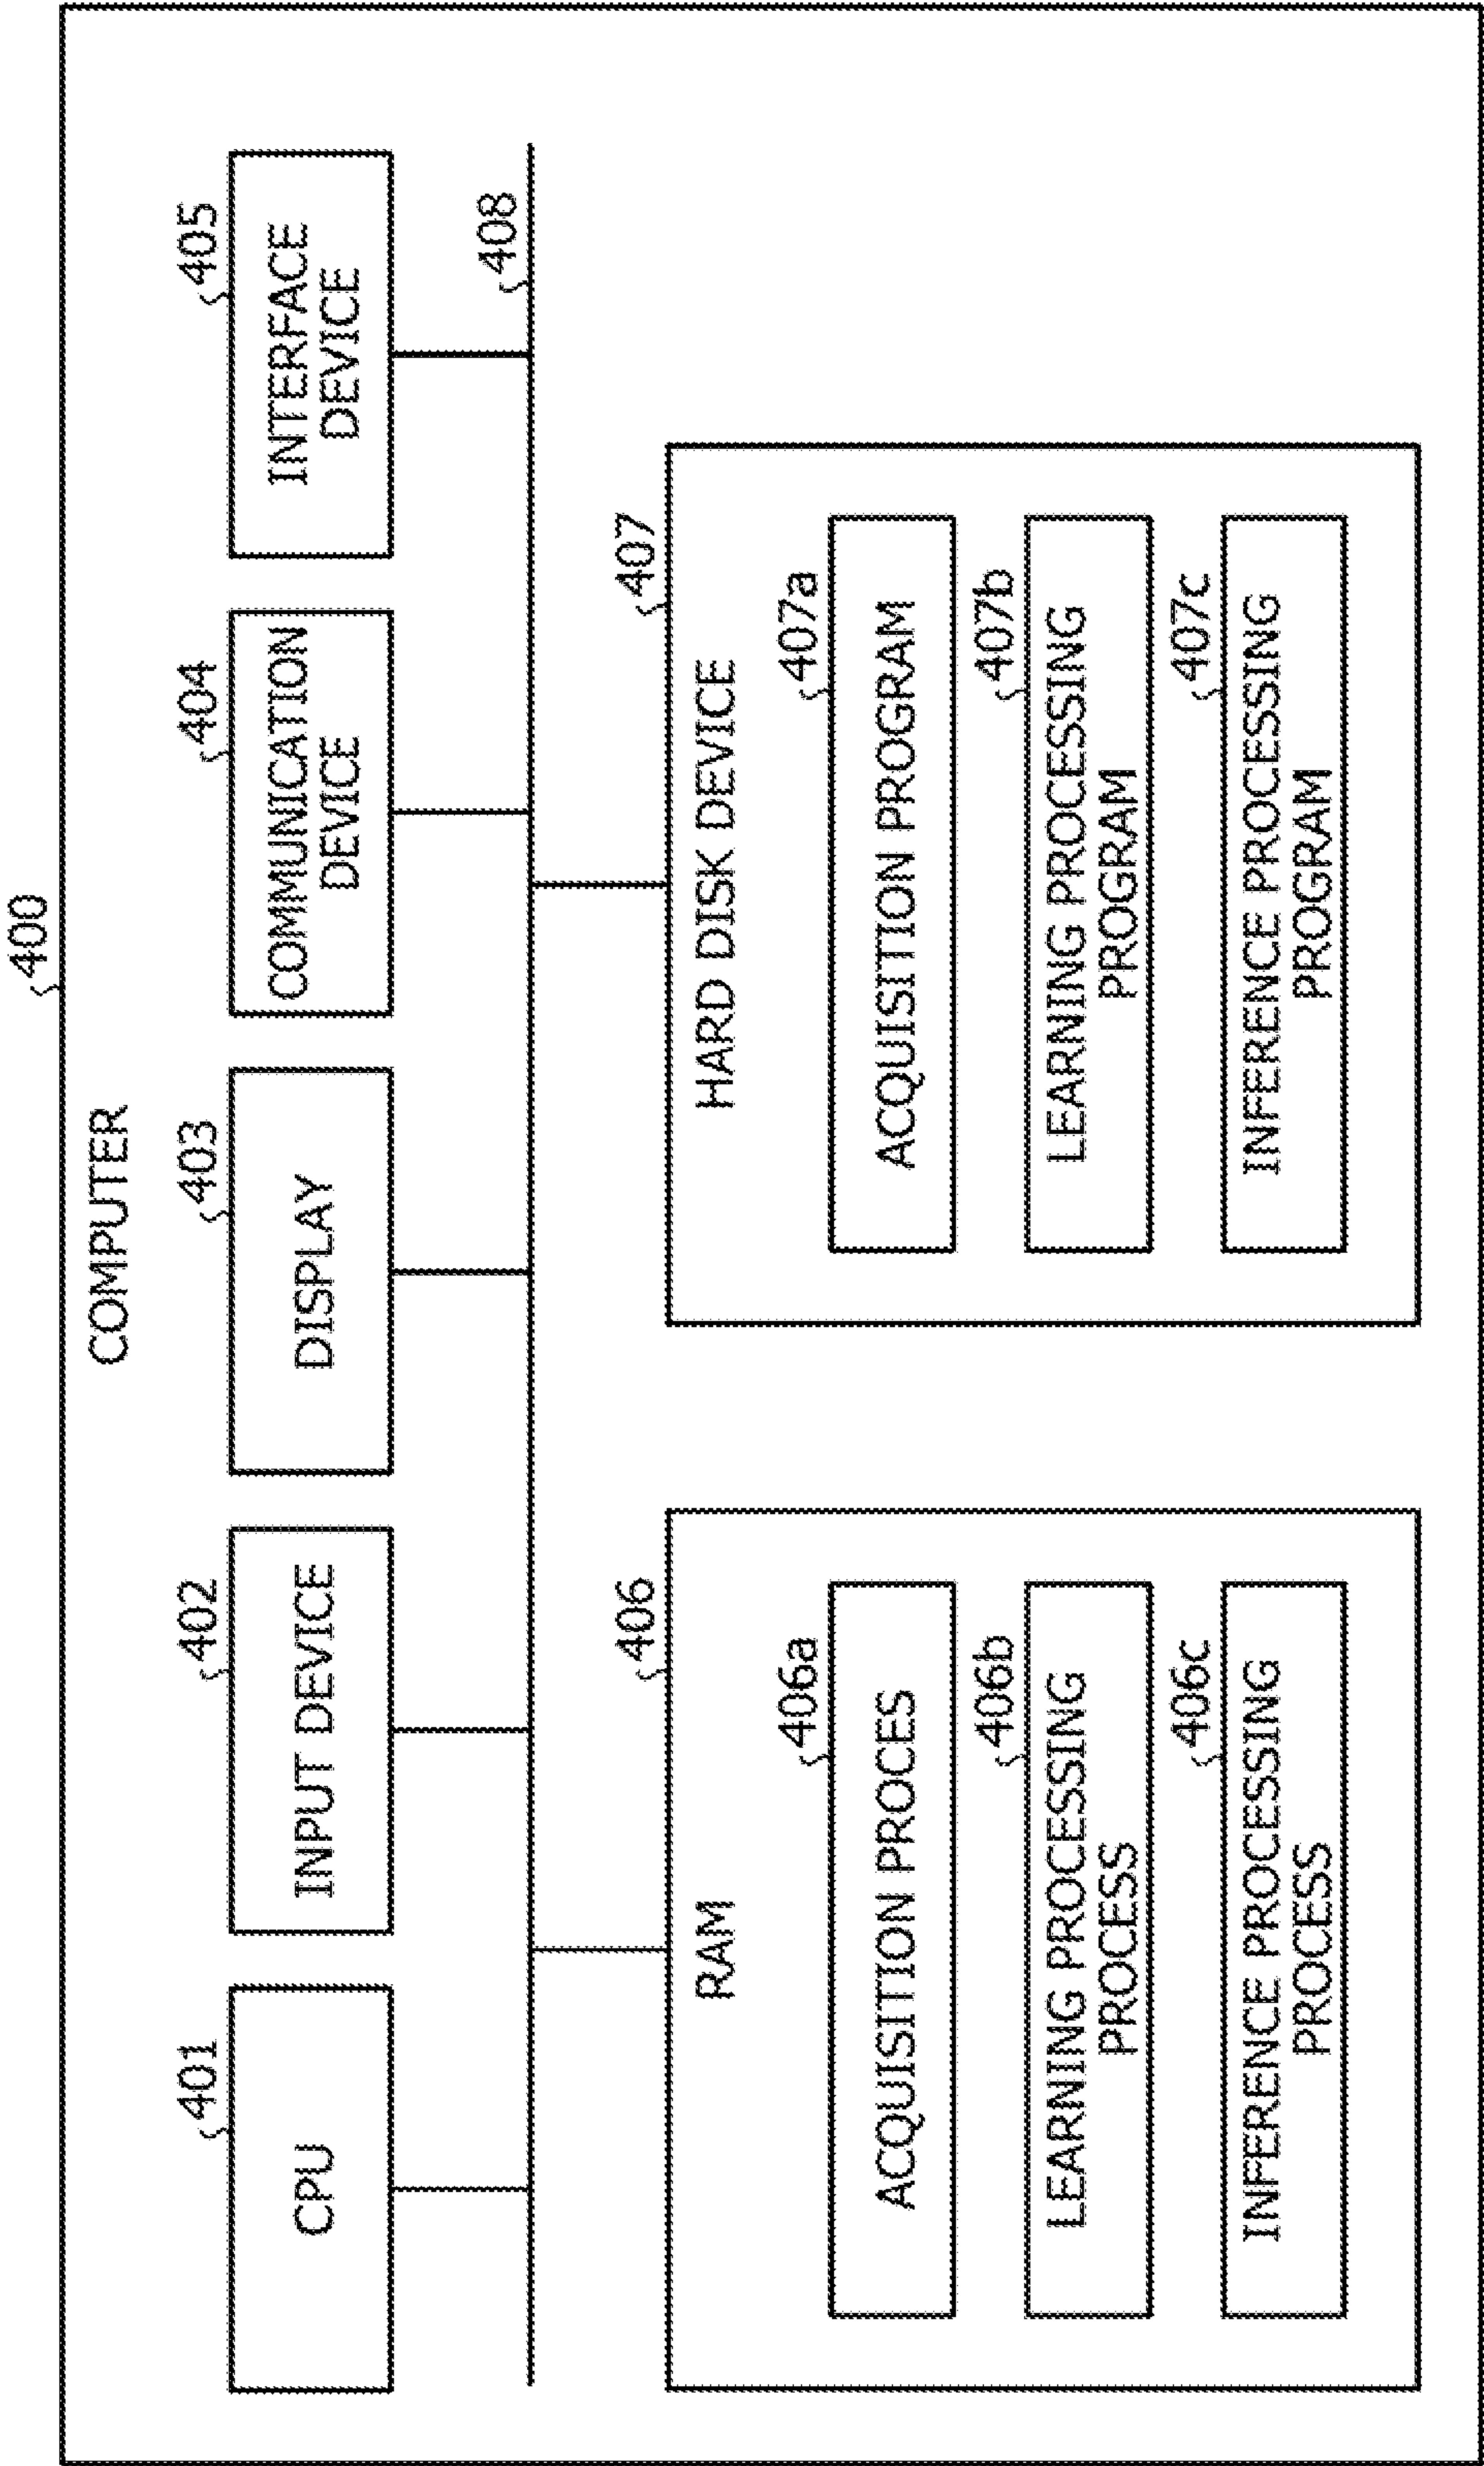 400
COMPUTER
401
402
403
404
405
CPU
INPUT DEVICE
DISPLAY
COMMUNICATION
DEVICE
INTERFACE
DEVICE
408
406
407
RAM
HARD DISK DEVICE
406a
ACQUISITION PROCES
406b
LEARNING PROCESSING
PROCESS
406c
INFERENCE PROCESSING
PROCESS
407a
ACQUISITION PROGRAM
407b
LEARNING PROCESSING
PROGRAM
407c
INFERENCE PROCESSING
PROGRAM